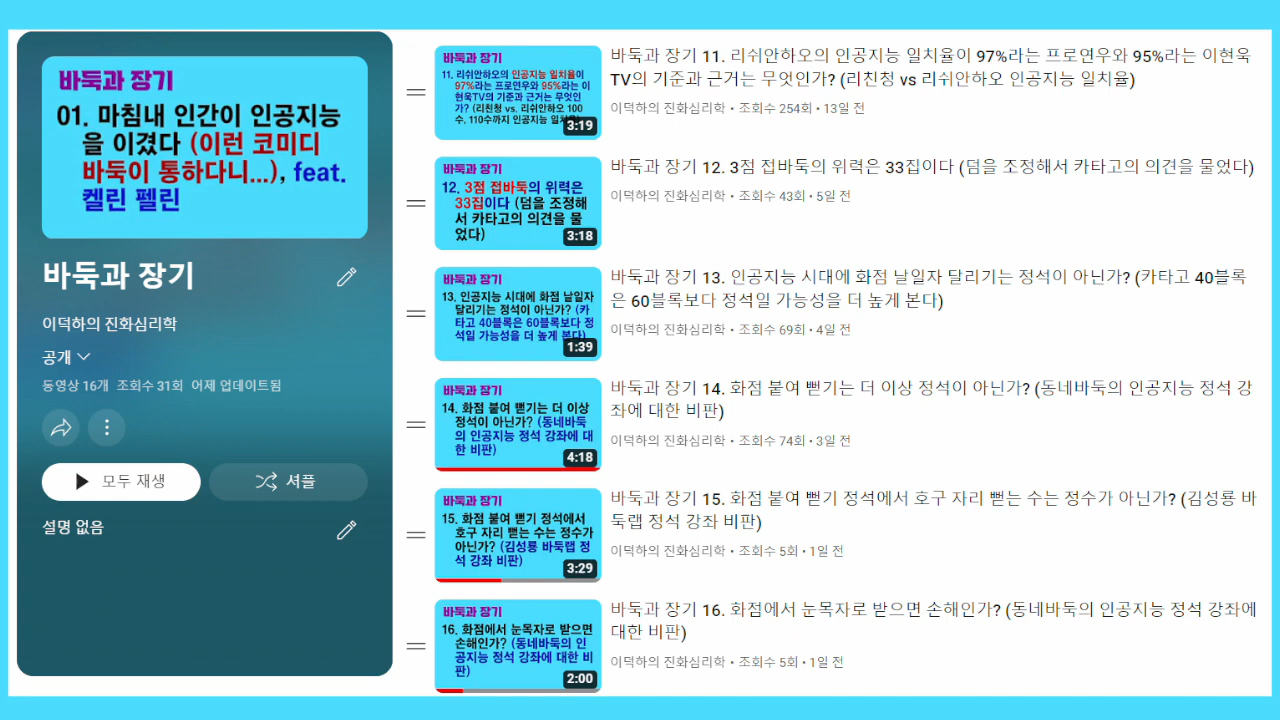 바둑과 장기
01. 마침내 인간이 인공지능
을 이겼다 (이런 코미디
바둑이 통하다니...), feat.
켈린 펠린
바둑과 장기
이덕하의 진화심리학
공개
동영상 16개 조회수 31회 어제 업데이트됨
모두 재생
셔플
설명 없음
바둑과 장기
11. 리쉬안하오의 인공지능 일치율이
97%라는 프로연우와 95%라는 이
현욱TV의 기준과 근거는 무엇인
가? (리친청 vs. 리쉬안하오 100
수, 110수까지 인공지능 일치율)
3:19
바둑과 장기 11. 리쉬안하오의 인공지능 일치율이 97%라는 프로연우와 95%라는 이현욱
TV의 기준과 근거는 무엇인가? (리친청 vs 리쉬안하오 인공지능 일치율)
이덕하의 진화심리학 • 조회수 254회 • 13일 전
바둑과 장기
12. 3점 접바둑의 위력은
33집이다 (덤을 조정해
서 카타고의 의견을 물
었다)
3:18
바둑과 장기 12. 3점 접바둑의 위력은 33집이다 (덤을 조정해서 카타고의 의견을 물었다)
이덕하의 진화심리학 • 조회수 43회 • 5일 전
바둑과 장기
13. 인공지능 시대에 화점 날일자
달리기는 정석이 아닌가? (카
타고 40블록은 60블록보다 정
석일 가능성을 더 높게 본다)
1:39
바둑과 장기 13. 인공지능 시대에 화점 날일자 달리기는 정석이 아닌가? (카타고 40블록
은 60블록보다 정석일 가능성을 더 높게 본다)
이덕하의 진화심리학 • 조회수 69회 • 4일 전
바둑과 장기
14. 화점 붙여 뻗기는 더 이상
정석이 아닌가? (동네바둑
의 인공지능 정석 강좌에 대
한 비판)
4:18
바둑과 장기 14. 화점 붙여 뻗기는 더 이상 정석이 아닌가? (동네바둑의 인공지능 정석 강
좌에 대한 비판)
이덕하의 진화심리학 • 조회수 74회 • 3일 전
바둑과 장기
15. 화점 붙여 뻗기 정석에서
호구 자리 뻗는 수는 정수가
아닌가? (김성룡 바둑랩 정
석 강좌 비판)
3:29
바둑과 장기 15. 화점 붙여 뻗기 정석에서 호구 자리 뻗는 수는 정수가 아닌가? (김성룡 바
둑랩 정석 강좌 비판)
이덕하의 진화심리학 • 조회수 5회 • 1일 전
바둑과 장기
16. 화점에서 눈목자로 받으면
손해인가? (동네바둑의 인
공지능 정석 강좌에 대한 비
판)
2:00
바둑과 장기 16. 화점에서 눈목자로 받으면 손해인가? (동네바둑의 인공지능 정석 강좌에
대한 비판)
이덕하의 진화심리학 • 조회수 5회 • 1일 전